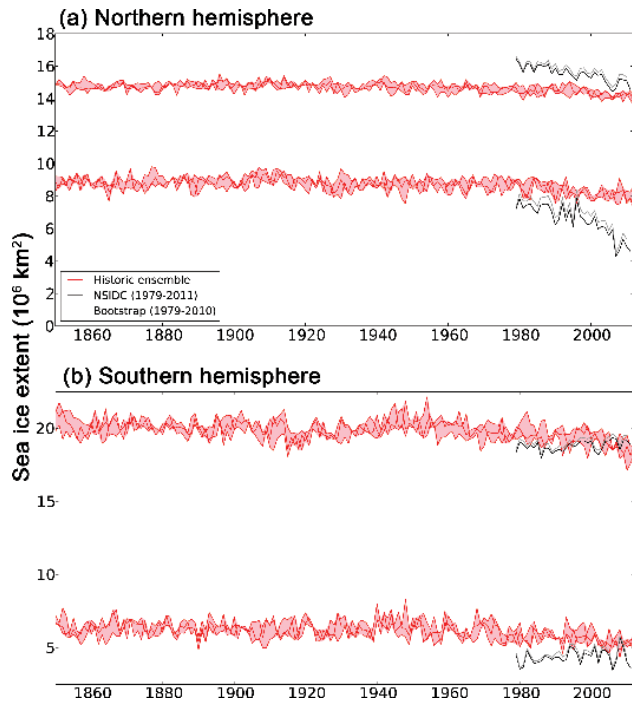 (a) Northern hemisphere
18
16
14
12
10
8
6
4
2
0
Historic ensemble
NSIDC (1979-2011)
Bootstrap (1979-2010)
1860 1880 1900 1920 1940 1960 1980 2000
Sea ice extent (10⁶ km²)
(b) Southern hemisphere
20
15
10
5
1860 1880 1900 1920 1940 1960 1980 2000